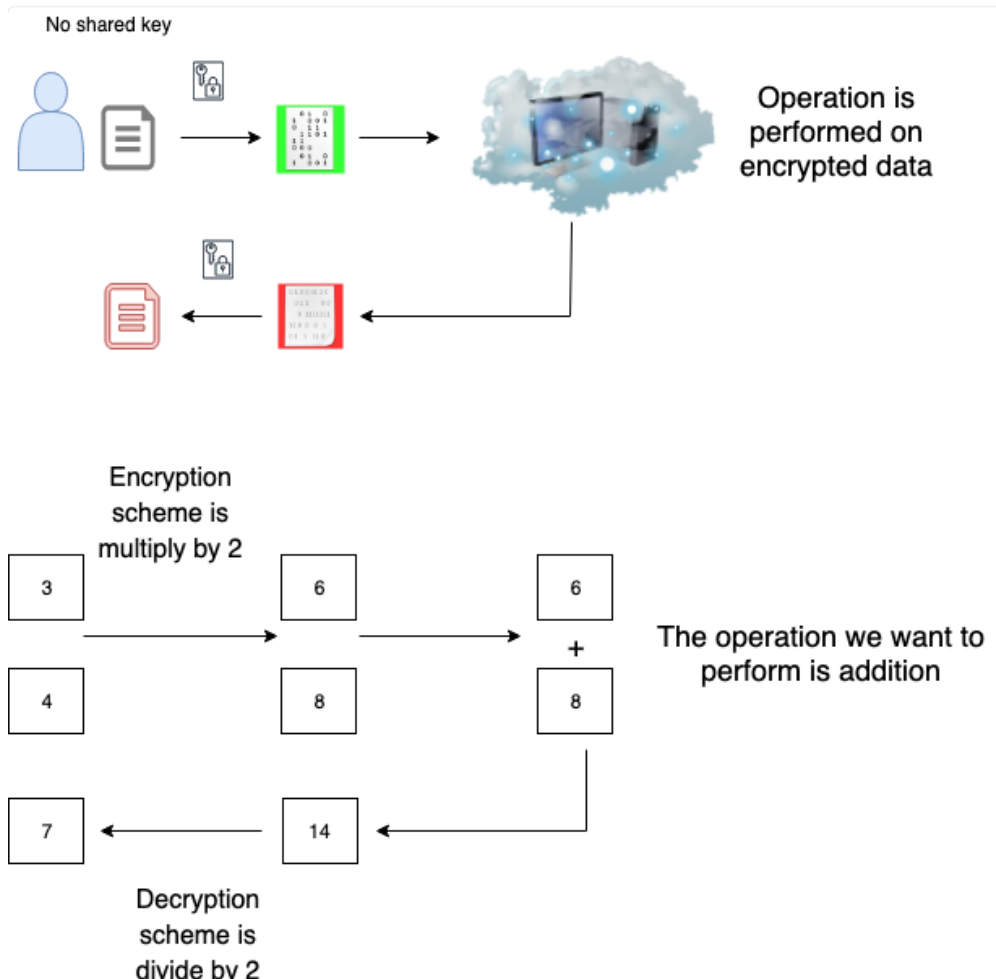 No shared key
Operation is
performed on
encrypted data
Encryption
scheme is
multiply by 2
3
6
6
+
The operation we want to
perform is addition
4
8
8
7
14
Decryption
scheme is
divide by 2